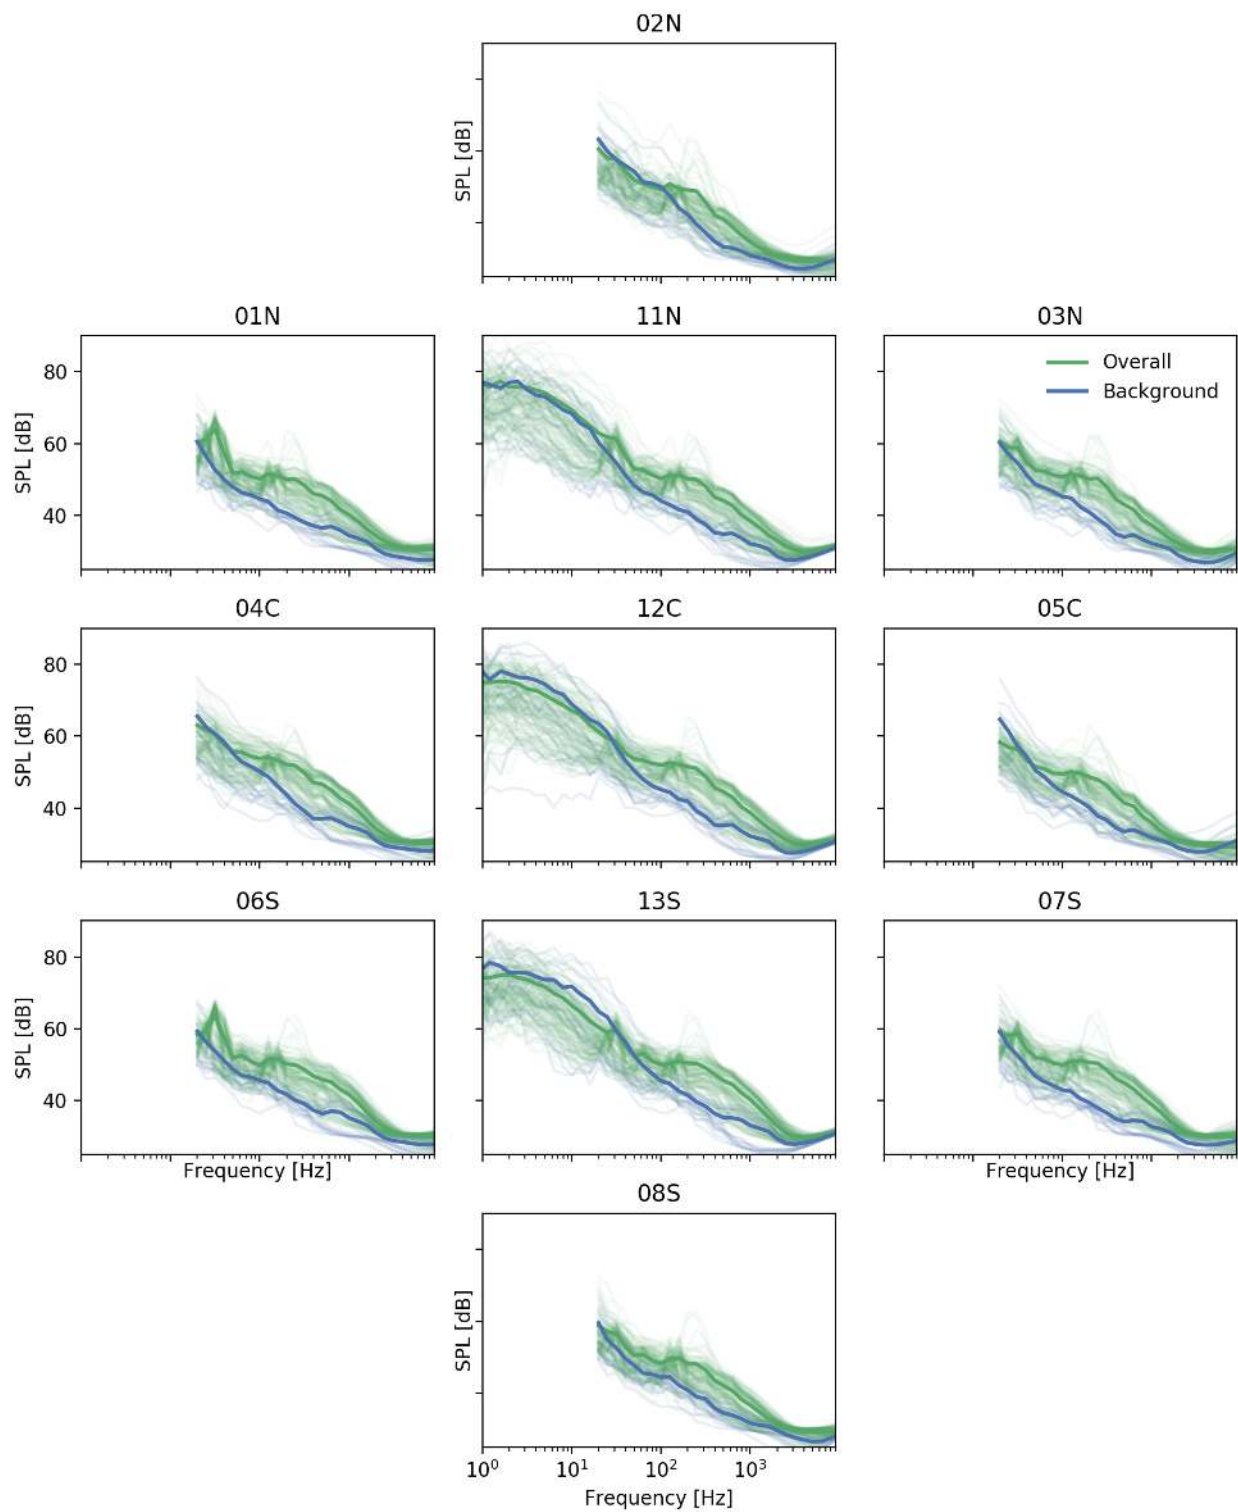 02N
SPL [dB]
01N
11N
03N
80
60
40
SPL [dB]
Overall
Background
04C
12C
05C
80
60
40
SPL [dB]
06S
13S
07S
80
60
40
SPL [dB]
Frequency [Hz]
Frequency [Hz]
08S
SPL [dB]
10⁰ 10¹ 10² 10³
Frequency [Hz]